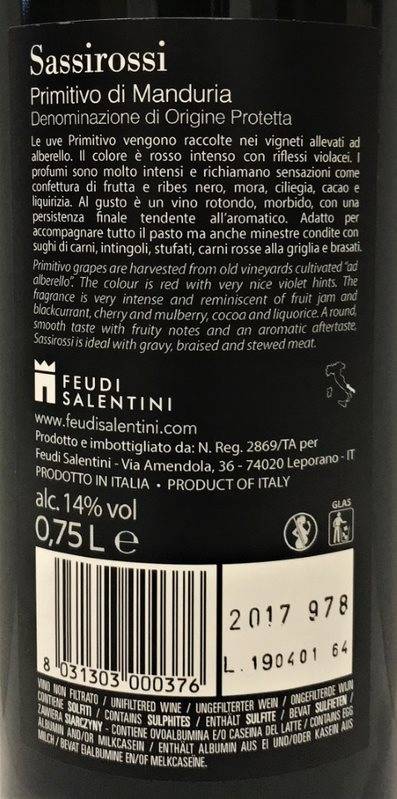 Sassirossi
Primitivo di Manduria
Denominazione di Origine Protetta
Le uve Primitivo vengono raccolte nei vigneti allevati ad
alberello. Il colore è rosso intenso con riflessi violacei. I
profumi sono molto intensi e richiamano sensazioni come
confettura di frutta e ribes nero, mora, ciliegia, cacao e
liquirizia. Al gusto è un vino rotondo, morbido, con una
persistenza finale tendente all'aromatico. Adatto per
accompagnare tutto il pasto ma anche minestre condite con
sughi di carni, intingoli, stufati, carni rosse alla griglia e brasati.
Primitivo grapes are harvested from old vineyards cultivated "ad
alberello". The colour is red with very nice violet hints. The
fragrance is very intense and reminiscent of fruit jam and
blackcurrant, cherry and mulberry, cocoa and liquorice. A round,
smooth taste with fruity notes and an aromatic aftertaste,
Sassirossi is ideal with gravy, braised and stewed meat.
FEUDI
SALENTINI
www.feudisalentini.com
Prodotto e imbottigliato da: N. Reg. 2869/TA per
Feudi Salentini - Via Amendola, 36 - 74020 Leporano - IT
PRODOTTO IN ITALIA • PRODUCT OF ITALY
alc. 14% vol
0,75 L e
GLAS
2017 978
L. 190401 64
8 031303 000376
VINO NON FILTRATO / UNFILTERED WINE / UNGEFILTERTER WEIN / ONGEFILTERDE WIJN
CONTIENE SOLFITI / CONTAINS SULPHITES / ENTHÄLT SULFITE / BEVAT SULFIETEN /
ZAWIERA SIARCZYNY - CONTIENE OVOALBUMINA E/O CASEINA DEL LATTE / CONTAINS EGG
ALBUMIN AND/OR MILKCASEIN / ENTHÄLT ALBUMIN AUS EI UND/ODER KASEIN AUS
MILCH / BEVAT EIALBUMINE EN/OF MELKCASEÏNE.